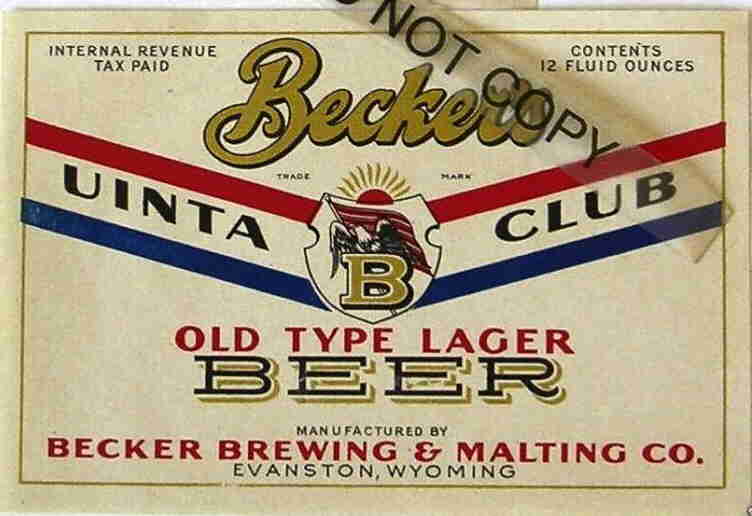 DO NOT COPY
INTERNAL REVENUE
TAX PAID
CONTENTS
12 FLUID OUNCES
Becker's
TRADE MARK
UINTA CLUB
B
OLD TYPE LAGER
BEER
MANUFACTURED BY
BECKER BREWING & MALTING CO.
EVANSTON, WYOMING